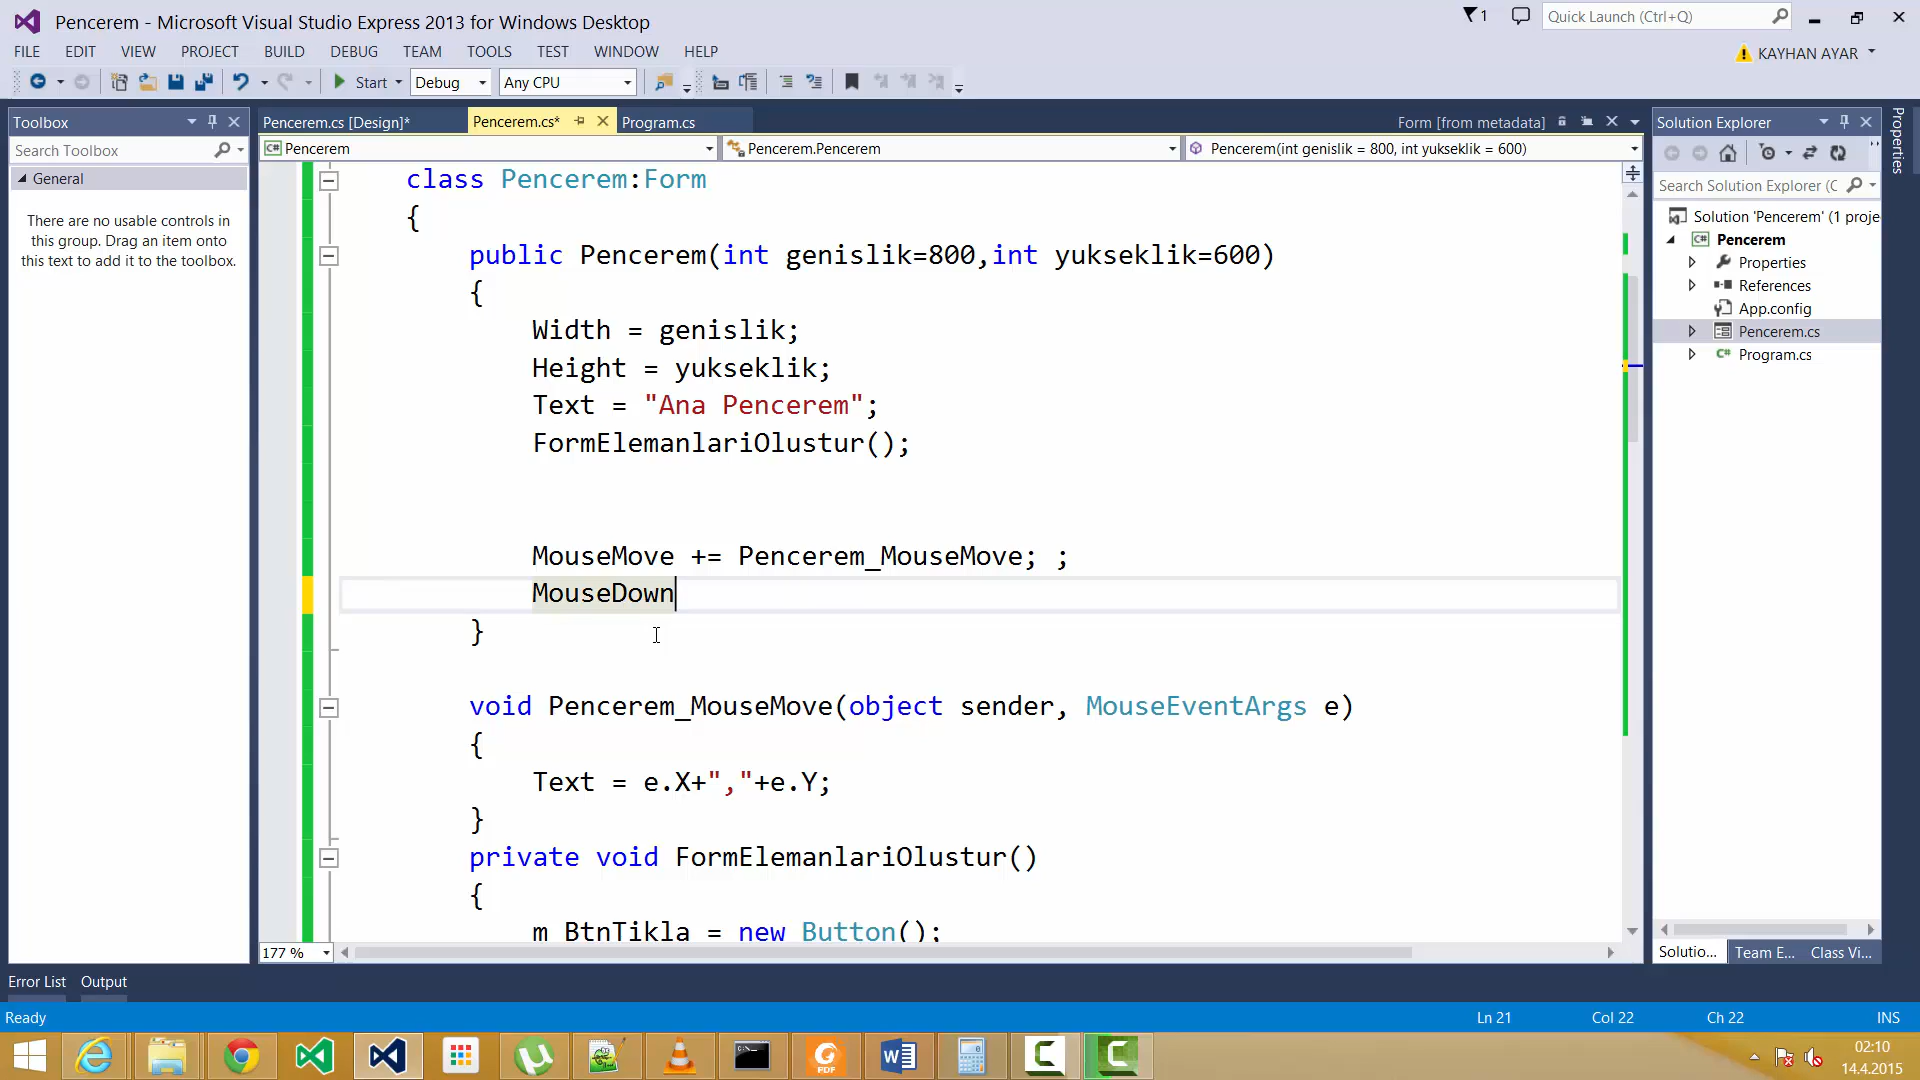 Pencerem - Microsoft Visual Studio Express 2013 for Windows Desktop
1
Quick Launch (Ctrl+Q)
FILE EDIT VIEW PROJECT BUILD DEBUG TEAM TOOLS TEST WINDOW HELP
KAYHAN AYAR
Start Debug Any CPU
Toolbox
Pencerem.cs [Design]* Pencerem.cs* Program.cs Form [from metadata]
Solution Explorer
Properties
Search Toolbox
Pencerem Pencerem.Pencerem Pencerem(int genislik = 800, int yukseklik = 600)
General
There are no usable controls in
this group. Drag an item onto
this text to add it to the toolbox.
class Pencerem:Form
{
public Pencerem(int genislik=800,int yukseklik=600)
{
Width = genislik;
Height = yukseklik;
Text = "Ana Pencerem";
FormElemanlariOlustur();
MouseMove += Pencerem_MouseMove; ;
MouseDown
}
void Pencerem_MouseMove(object sender, MouseEventArgs e)
{
Text = e.X+","+e.Y;
}
private void FormElemanlariOlustur()
{
m_BtnTikla = new Button();
177 %
Search Solution Explorer (C
Solution 'Pencerem' (1 proje
Pencerem
Properties
References
App.config
Pencerem.cs
Program.cs
Solutio... Team E... Class Vi...
Error List Output
Ready Ln 21 Col 22 Ch 22 INS
PDF
02:10
14.4.2015